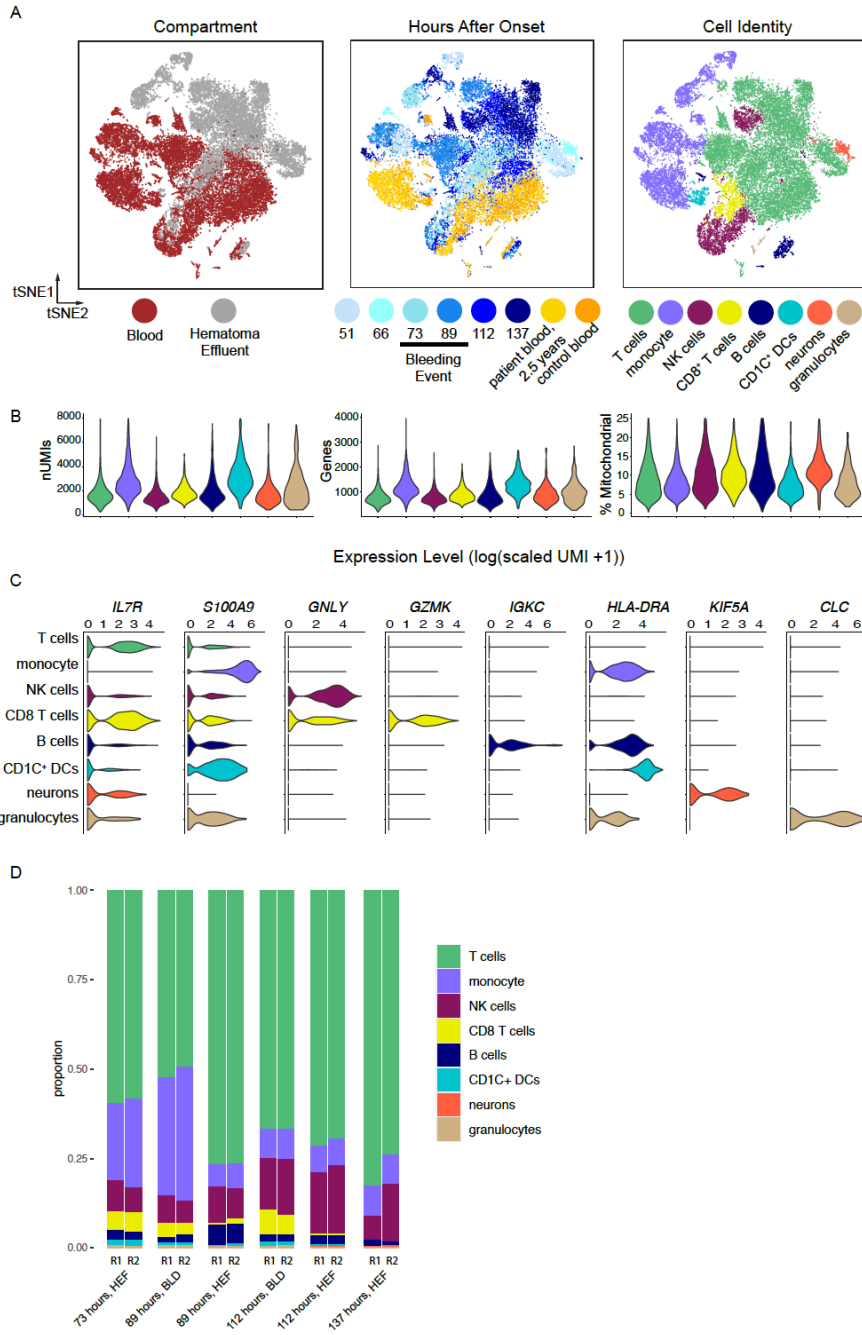 A
Compartment
Hours After Onset
Cell Identity
tSNE1
tSNE2
Blood
Hematoma
Effluent
51
66
73
89
112
137
patient blood,
2.5 years
control blood
Bleeding
Event
T cells
monocyte
NK cells
CD8⁺ T cells
B cells
CD1C⁺ DCs
neurons
granulocytes
B
nUMIs
8000
6000
4000
2000
0
Genes
4000
3000
2000
1000
% Mitochondrial
25
20
15
10
5
0
Expression Level (log(scaled UMI +1))
C
IL7R
S100A9
GNLY
GZMK
IGKC
HLA-DRA
KIF5A
CLC
0 1 2 3 4
0 2 4 6
0 2 4
0 2 4
0 2 4 6
0 2 4 6
0 1 2 3 4
0 2 4 6
T cells
monocyte
NK cells
CD8 T cells
B cells
CD1C⁺ DCs
neurons
granulocytes
D
proportion
1.00
0.75
0.50
0.25
0.00
R1 R2 R1 R2 R1 R2 R1 R2 R1 R2 R1 R2
73 hours, HEF
89 hours, BLD
89 hours, HEF
112 hours, BLD
112 hours, HEF
137 hours, HEF
T cells
monocyte
NK cells
CD8 T cells
B cells
CD1C+ DCs
neurons
granulocytes